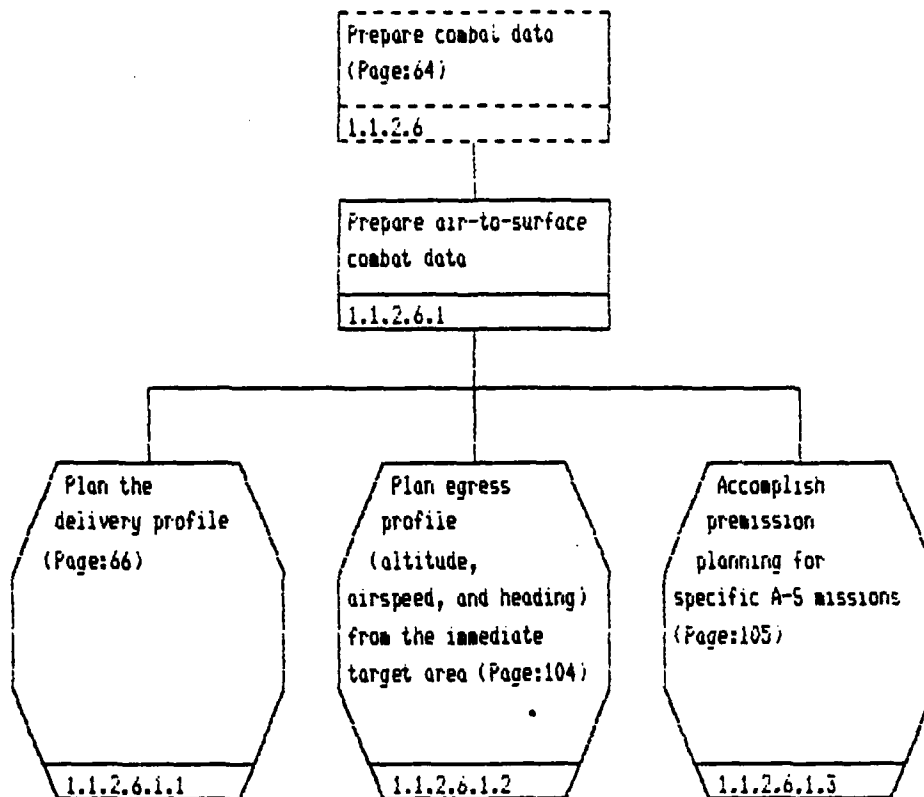 Prepare combat data
(Page:64)
1.1.2.6
Prepare air-to-surface
combat data
1.1.2.6.1
Plan the
delivery profile
(Page:66)
1.1.2.6.1.1
Plan egress
profile
(altitude,
airspeed, and heading)
from the immediate
target area (Page:104)
1.1.2.6.1.2
Accomplish
premission
planning for
specific A-S missions
(Page:105)
1.1.2.6.1.3